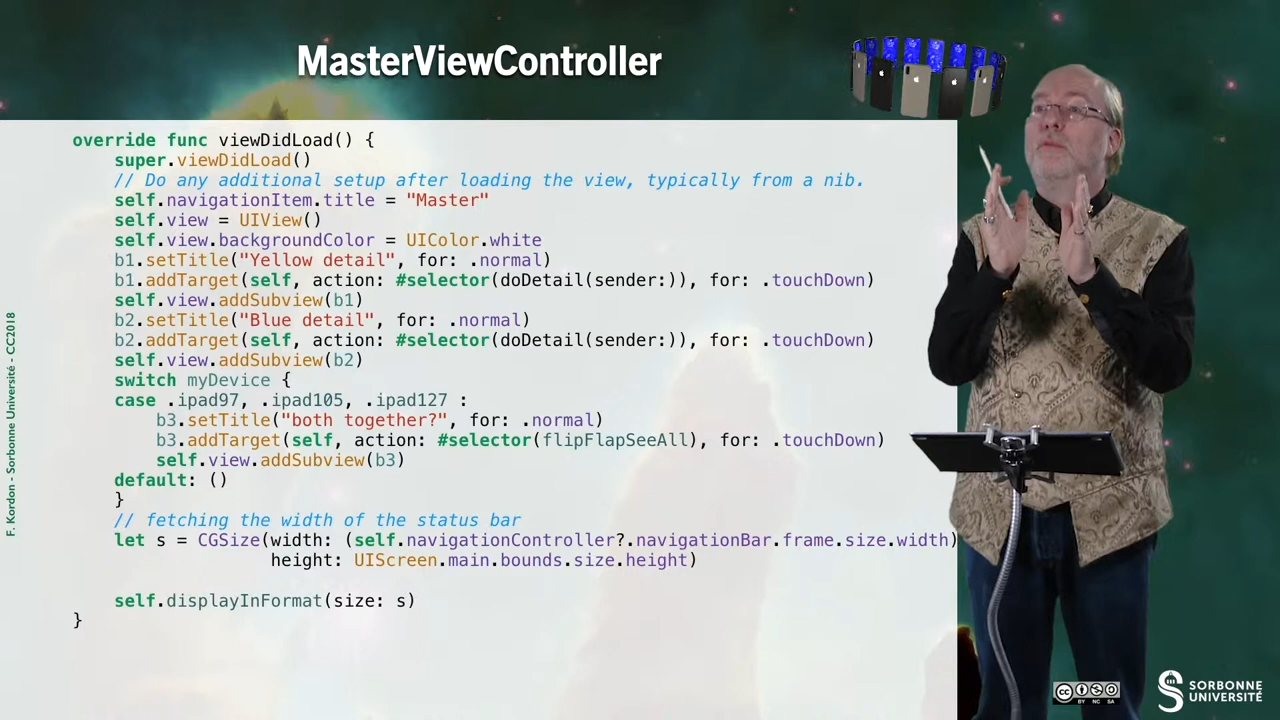 MasterViewController
override func viewDidLoad() {
super.viewDidLoad()
// Do any additional setup after loading the view, typically from a nib.
self.navigationItem.title = "Master"
self.view = UIView()
self.view.backgroundColor = UIColor.white
b1.setTitle("Yellow detail", for: .normal)
b1.addTarget(self, action: #selector(doDetail(sender:)), for: .touchDown)
self.view.addSubview(b1)
b2.setTitle("Blue detail", for: .normal)
b2.addTarget(self, action: #selector(doDetail(sender:)), for: .touchDown)
self.view.addSubview(b2)
switch myDevice {
case .ipad97, .ipad105, .ipad127 :
b3.setTitle("both together?", for: .normal)
b3.addTarget(self, action: #selector(flipFlapSeeAll), for: .touchDown)
self.view.addSubview(b3)
default: ()
}
// fetching the width of the status bar
let s = CGSize(width: (self.navigationController?.navigationBar.frame.size.width)
height: UIScreen.main.bounds.size.height)
self.displayInFormat(size: s)
}
F. Kordon - Sorbonne Université - CC2018
CC BY NC SA
SORBONNE
UNIVERSITÉ